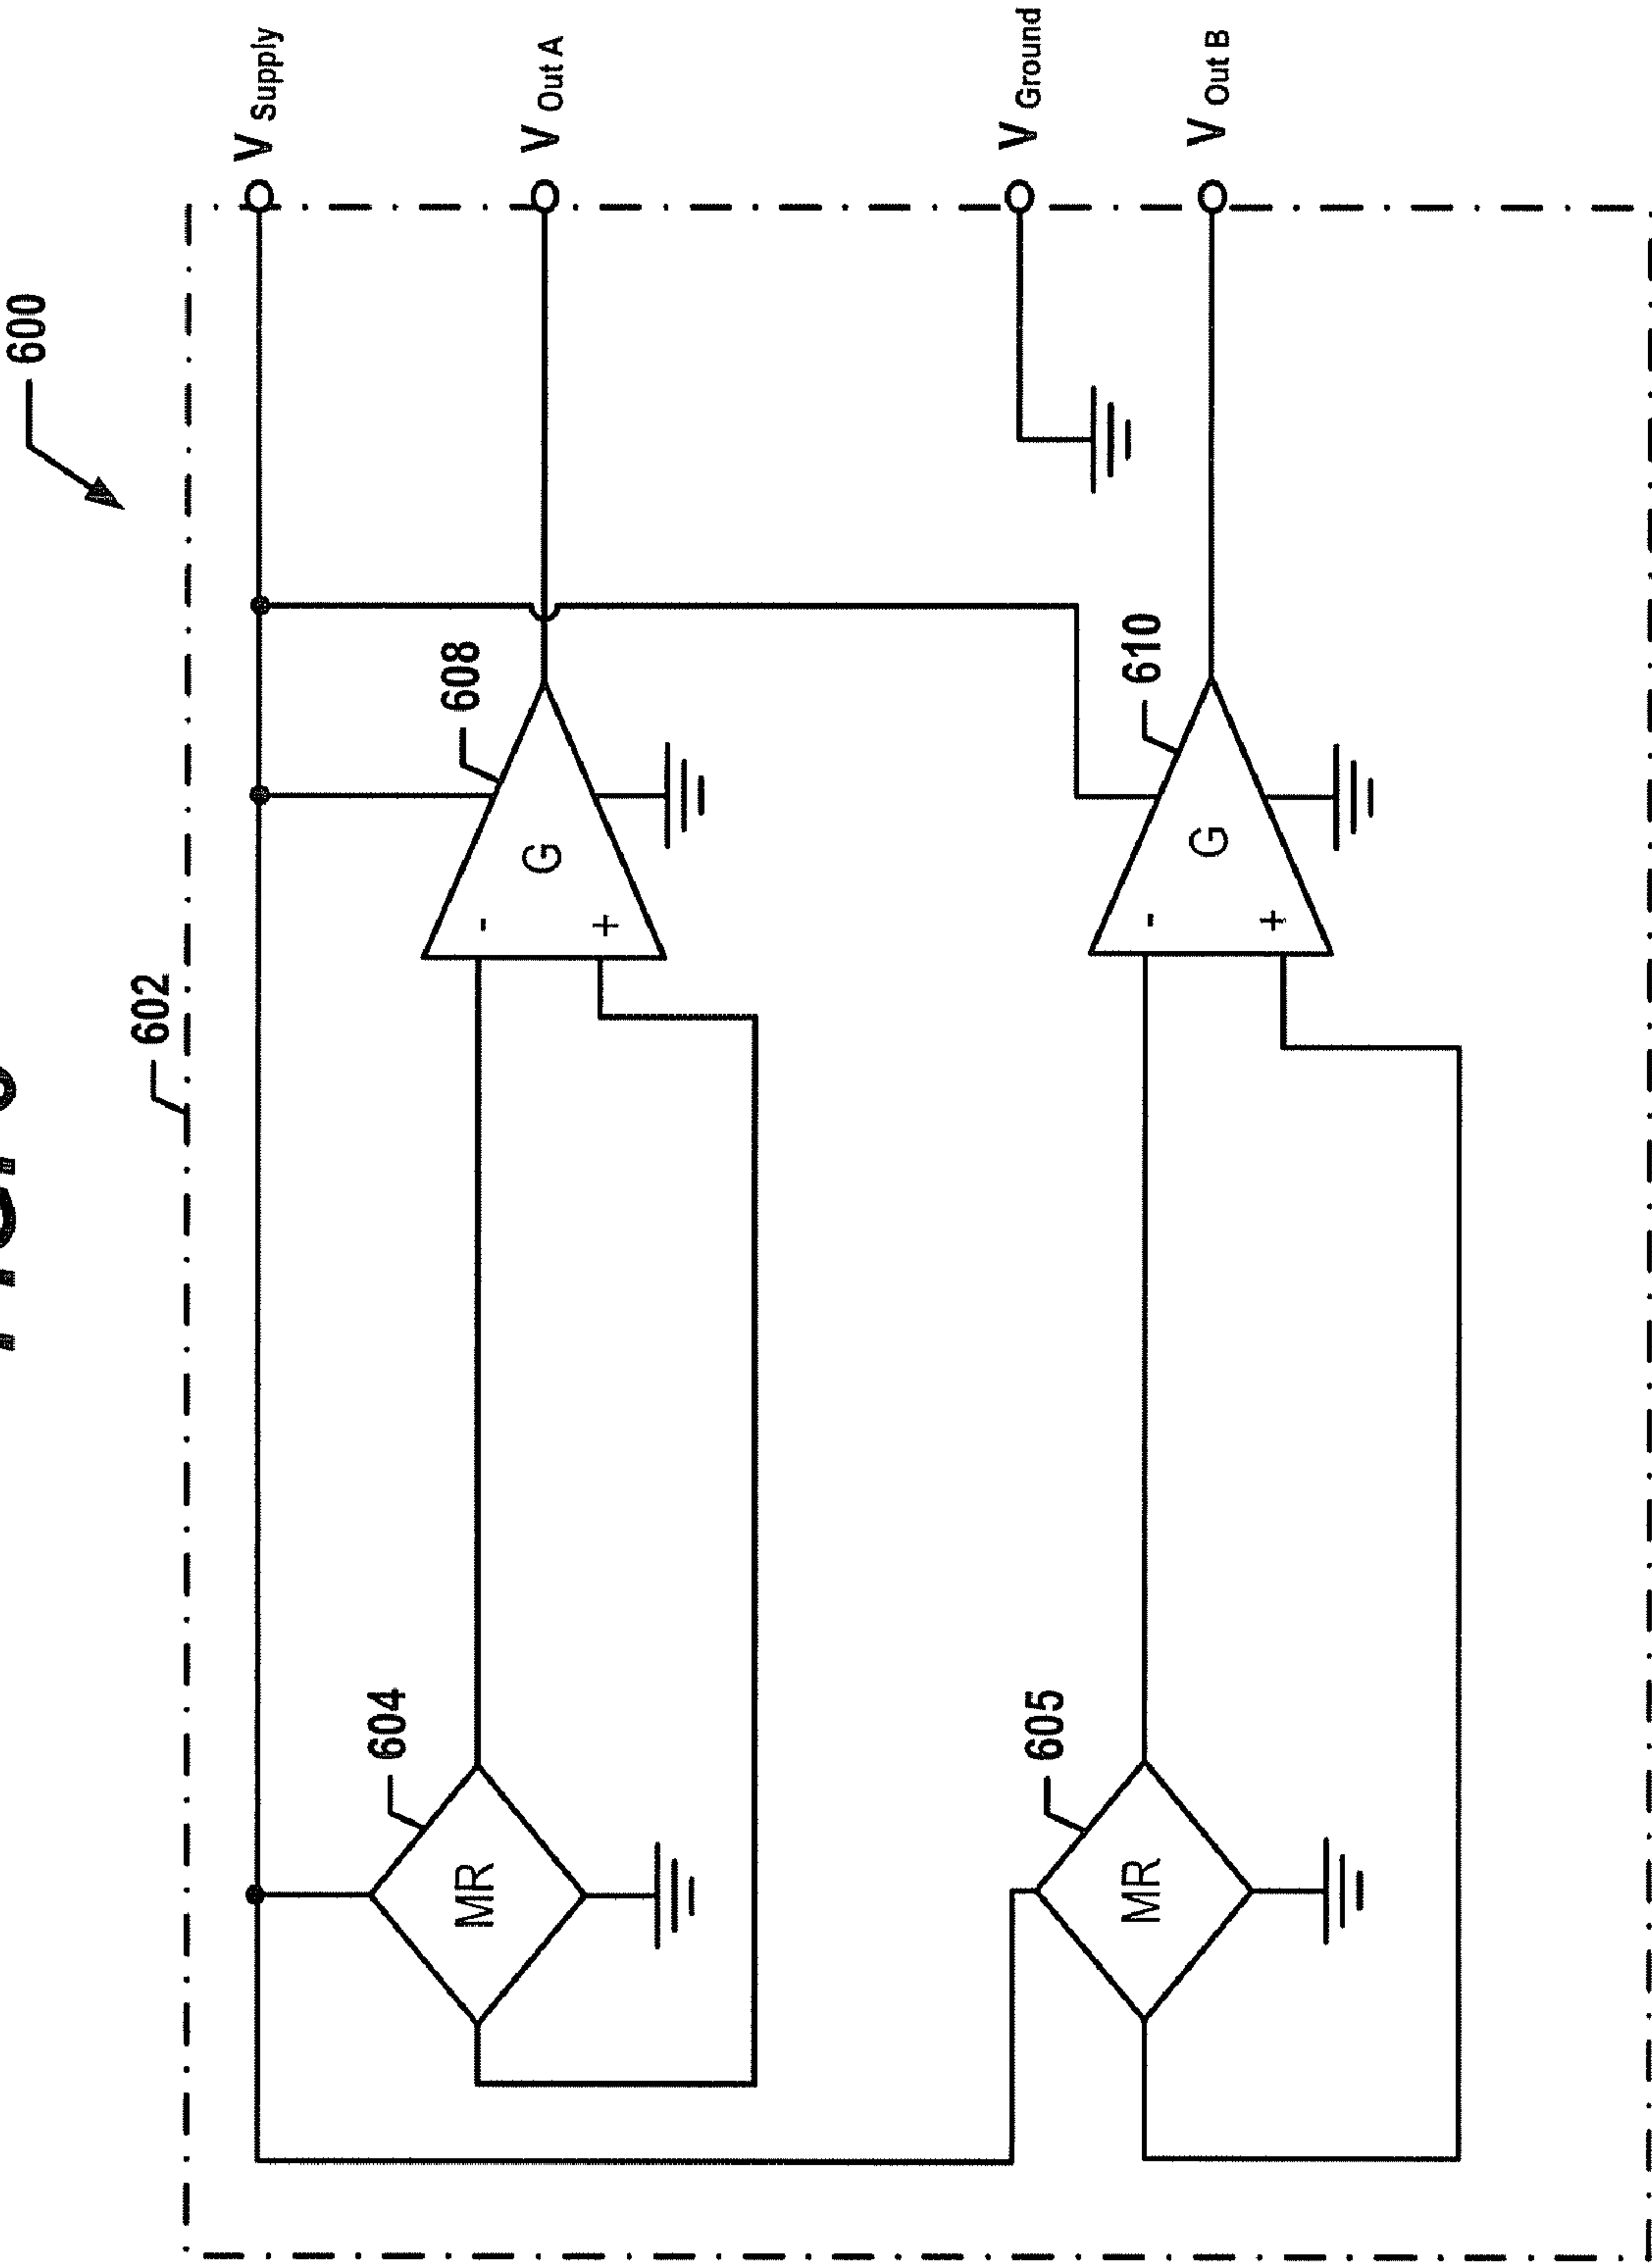 600
602
V Supply
608
G
-
+
V Out A
604
MR
V Ground
610
G
-
+
V Out B
605
MR